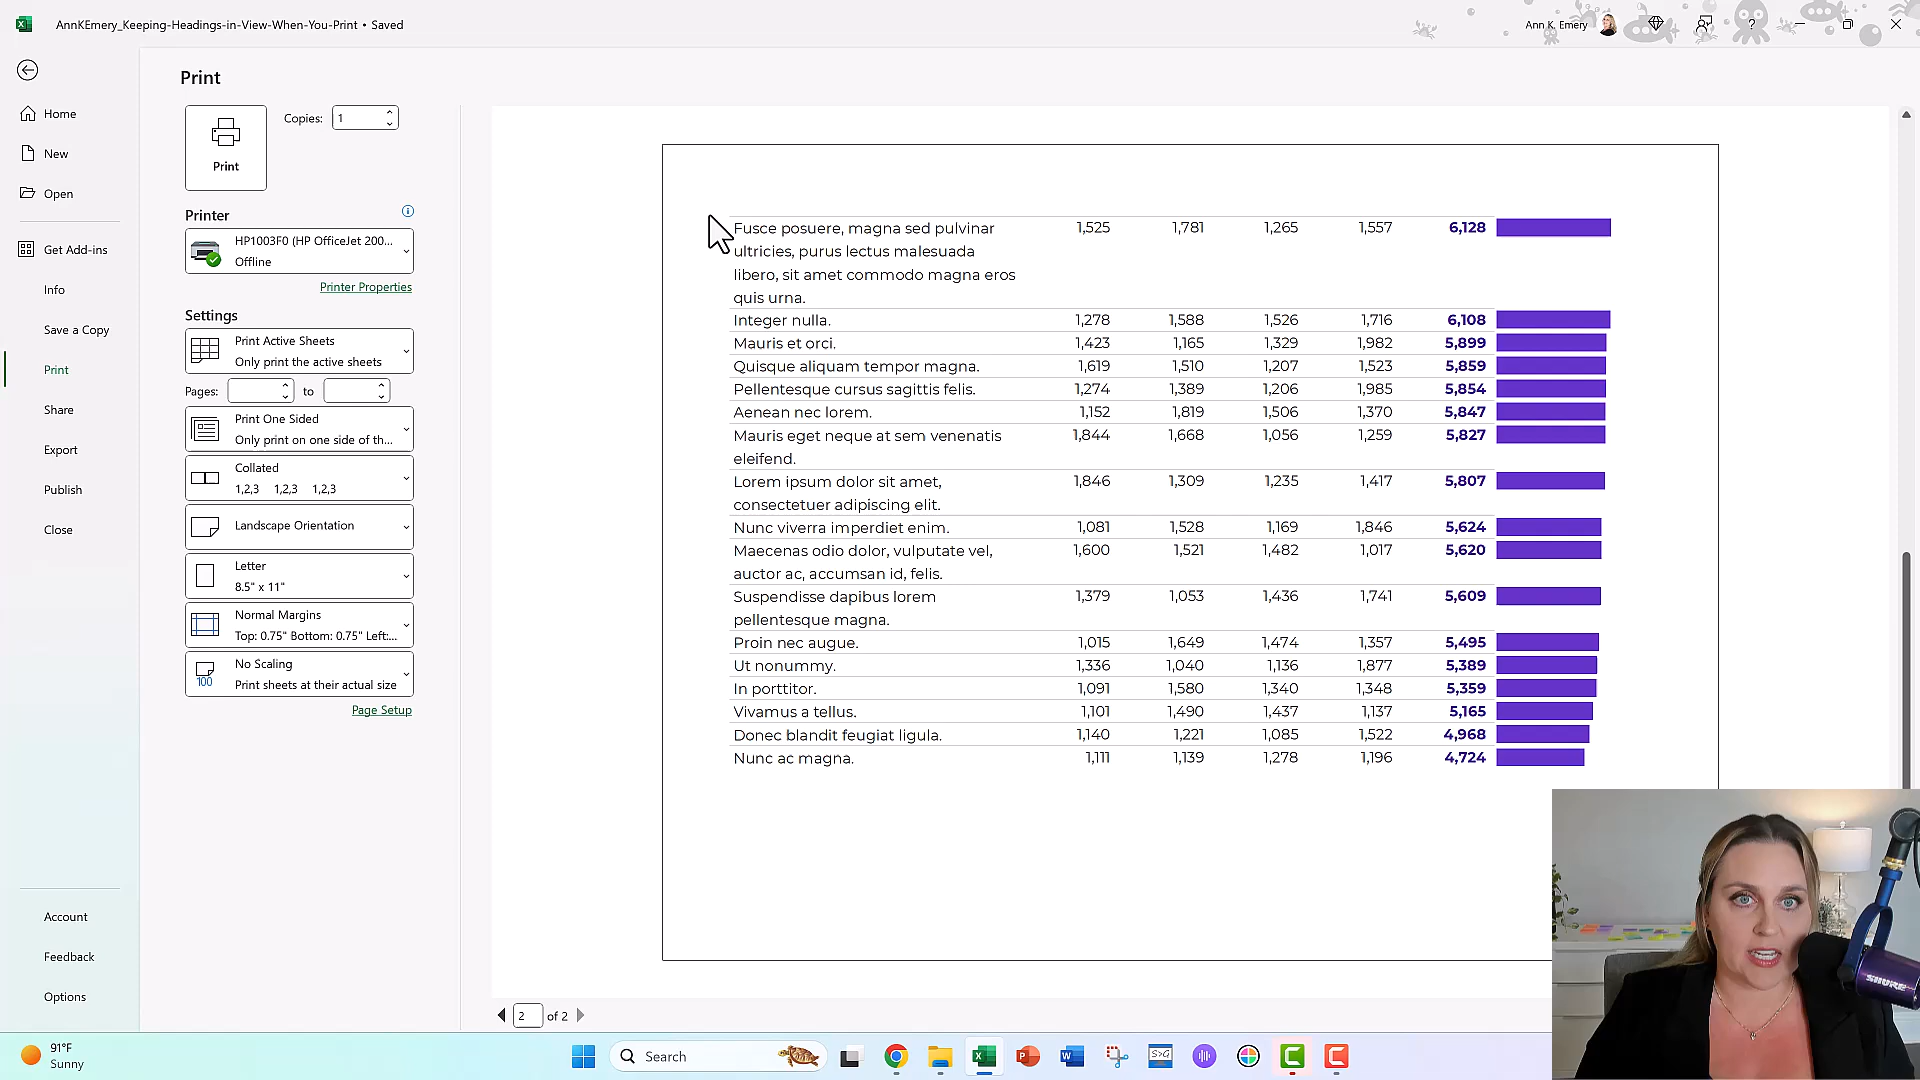 AnnKEmery_Keeping-Headings-in-View-When-You-Print • Saved
Ann K. Emery
?
Home
New
Open
Get Add-ins
Info
Save a Copy
Print
Share
Export
Publish
Close
Account
Feedback
Options
Print
Print
Copies: 1
Printer
HP1003F0 (HP OfficeJet 200...
Offline
Printer Properties
Settings
Print Active Sheets
Only print the active sheets
Pages: to
Print One Sided
Only print on one side of th...
Collated
1,2,3 1,2,3 1,2,3
Landscape Orientation
Letter
8.5" x 11"
Normal Margins
Top: 0.75" Bottom: 0.75" Left:...
100
No Scaling
Print sheets at their actual size
Page Setup
Fusce posuere, magna sed pulvinar 1,525 1,781 1,265 1,557 6,128
ultricies, purus lectus malesuada
libero, sit amet commodo magna eros
quis urna.
Integer nulla. 1,278 1,588 1,526 1,716 6,108
Mauris et orci. 1,423 1,165 1,329 1,982 5,899
Quisque aliquam tempor magna. 1,619 1,510 1,207 1,523 5,859
Pellentesque cursus sagittis felis. 1,274 1,389 1,206 1,985 5,854
Aenean nec lorem. 1,152 1,819 1,506 1,370 5,847
Mauris eget neque at sem venenatis 1,844 1,668 1,056 1,259 5,827
eleifend.
Lorem ipsum dolor sit amet, 1,846 1,309 1,235 1,417 5,807
consectetuer adipiscing elit.
Nunc viverra imperdiet enim. 1,081 1,528 1,169 1,846 5,624
Maecenas odio dolor, vulputate vel, 1,600 1,521 1,482 1,017 5,620
auctor ac, accumsan id, felis.
Suspendisse dapibus lorem 1,379 1,053 1,436 1,741 5,609
pellentesque magna.
Proin nec augue. 1,015 1,649 1,474 1,357 5,495
Ut nonummy. 1,336 1,040 1,136 1,877 5,389
In porttitor. 1,091 1,580 1,340 1,348 5,359
Vivamus a tellus. 1,101 1,490 1,437 1,137 5,165
Donec blandit feugiat ligula. 1,140 1,221 1,085 1,522 4,968
Nunc ac magna. 1,111 1,139 1,278 1,196 4,724
2 of 2
SHURE
91°F
Sunny
Search